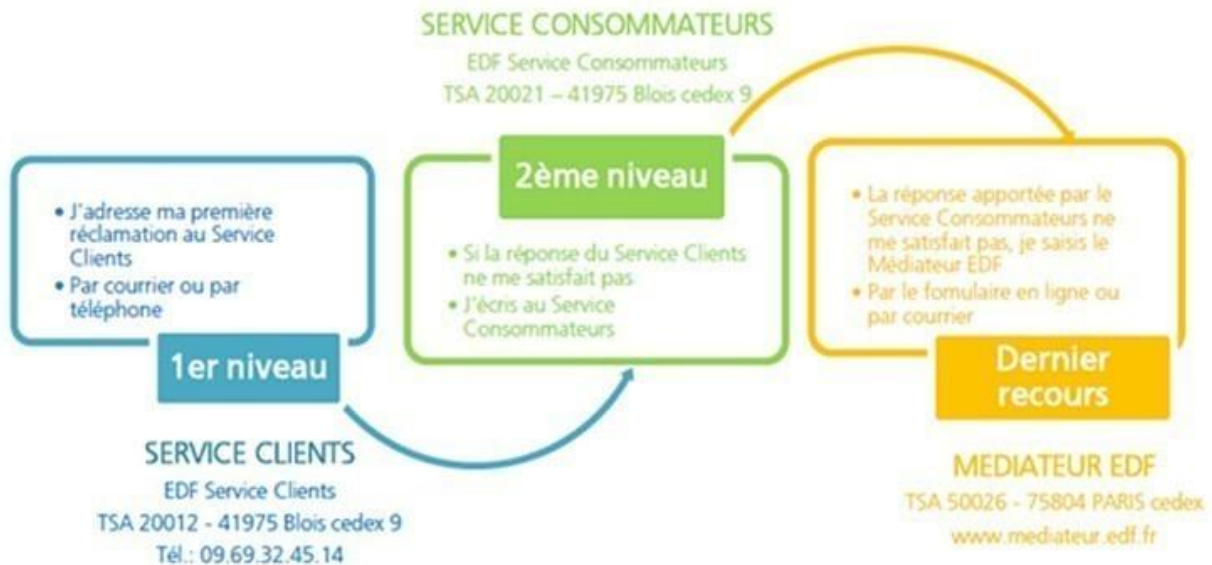 SERVICE CONSOMMATEURS
EDF Service Consommateurs
TSA 20021 – 41975 Blois cedex 9
• J'adresse ma première
réclamation au Service
Clients
• Par courrier ou par
téléphone
1er niveau
SERVICE CLIENTS
EDF Service Clients
TSA 20012 - 41975 Blois cedex 9
Tél.: 09.69.32.45.14
2ème niveau
• Si la réponse du Service Clients
ne me satisfait pas
• J'écris au Service
Consommateurs
• La réponse apportée par le
Service Consommateurs ne
me satisfait pas, je saisis le
Médiateur EDF
• Par le fomulaire en ligne ou
par courrier
Dernier
recours
MEDIATEUR EDF
TSA 50026 - 75804 PARIS cedex
www.mediateur.edf.fr